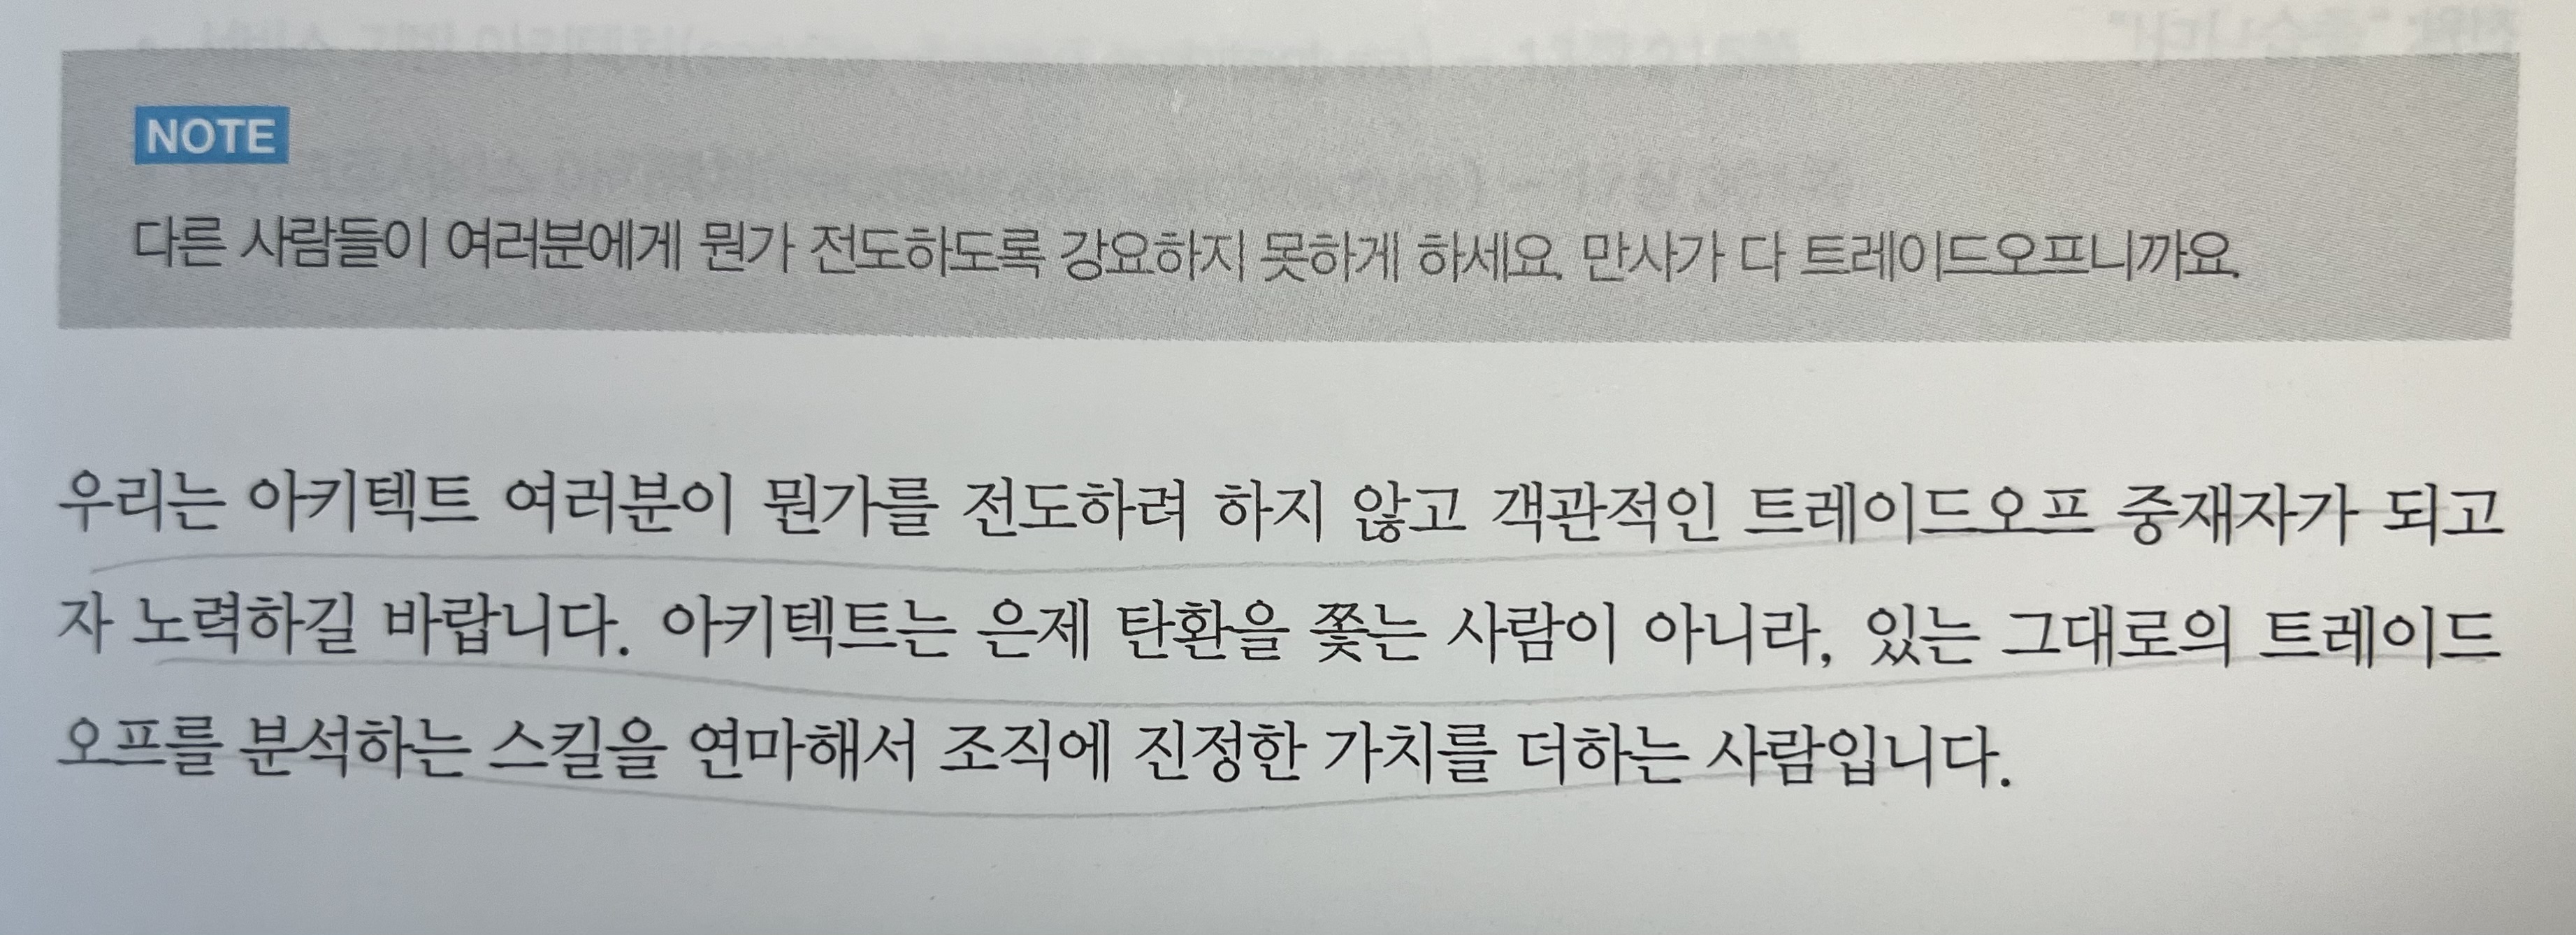 NOTE
다른 사람들이 여러분에게 뭔가 전도하도록 강요하지 못하게 하세요. 만사가 다 트레이드오프니까요.
우리는 아키텍트 여러분이 뭔가를 전도하려 하지 않고 객관적인 트레이드오프 중재자가 되고
자 노력하길 바랍니다. 아키텍트는 은제 탄환을 쫓는 사람이 아니라, 있는 그대로의 트레이드
오프를 분석하는 스킬을 연마해서 조직에 진정한 가치를 더하는 사람입니다.